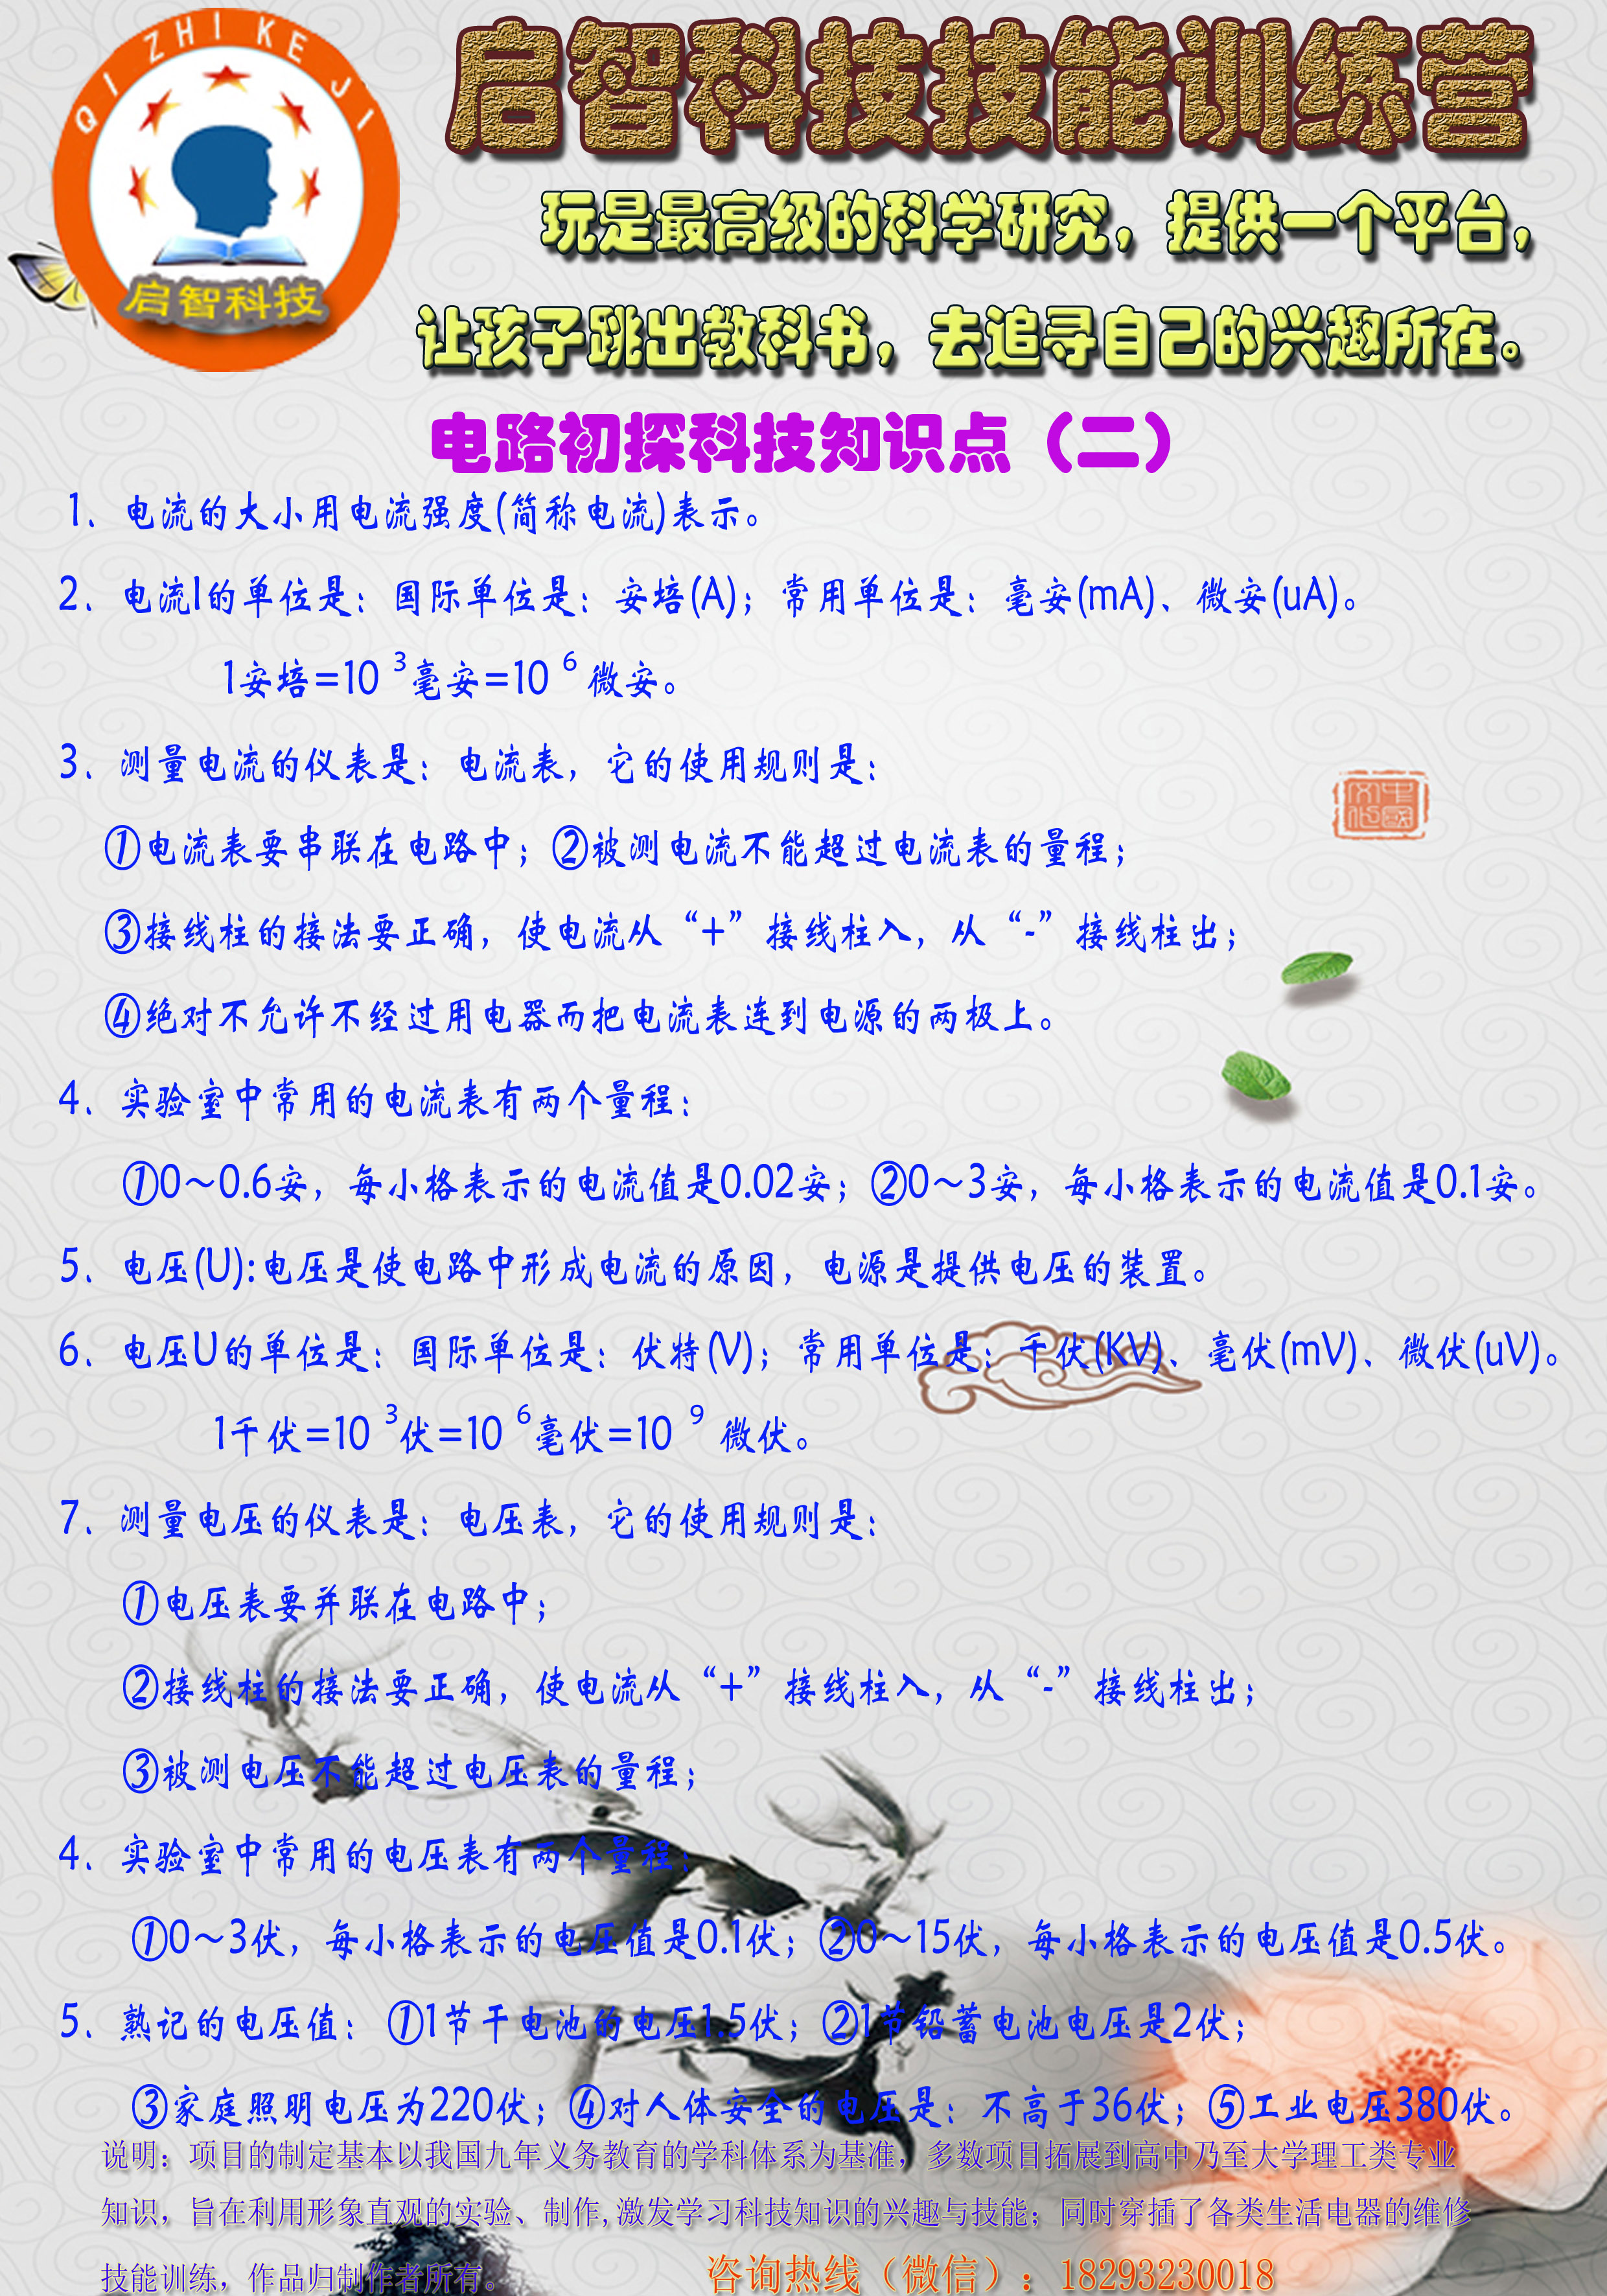 QI ZHI KE JI
启智科技
启智科技技能训练营
玩是最高级的科学研究，提供一个平台，
让孩子跳出教科书，去追寻自己的兴趣所在。
电路初探科技知识点（二）
1、电流的大小用电流强度(简称电流)表示。
2、电流I的单位是：国际单位是：安培(A)；常用单位是：毫安(mA)、微安(uA)。
1安培=10 ³毫安=10 ⁶微安。
3、测量电流的仪表是：电流表，它的使用规则是：
①电流表要串联在电路中；②被测电流不能超过电流表的量程；
③接线柱的接法要正确，使电流从“+”接线柱入，从“-”接线柱出；
④绝对不允许不经过用电器而把电流表连到电源的两极上。
4、实验室中常用的电流表有两个量程：
①0～0.6安，每小格表示的电流值是0.02安；②0～3安，每小格表示的电流值是0.1安。
5、电压(U):电压是使电路中形成电流的原因，电源是提供电压的装置。
6、电压U的单位是：国际单位是：伏特(V)；常用单位是：千伏(KV)、毫伏(mV)、微伏(uV)。
1千伏=10 ³伏=10 ⁶毫伏=10 ⁹ 微伏。
7、测量电压的仪表是：电压表，它的使用规则是：
①电压表要并联在电路中；
②接线柱的接法要正确，使电流从“+”接线柱入，从“-”接线柱出；
③被测电压不能超过电压表的量程；
4、实验室中常用的电压表有两个量程：
①0～3伏，每小格表示的电压值是0.1伏；②0～15伏，每小格表示的电压值是0.5伏。
5、熟记的电压值：①1节干电池的电压1.5伏；②1节铅蓄电池电压是2伏；
③家庭照明电压为220伏；④对人体安全的电压是：不高于36伏；⑤工业电压380伏。
说明：项目的制定基本以我国九年义务教育的学科体系为基准，多数项目拓展到高中乃至大学理工类专业
知识，旨在利用形象直观的实验、制作,激发学习科技知识的兴趣与技能；同时穿插了各类生活电器的维修
技能训练，作品归制作者所有。
咨询热线（微信）：18293230018